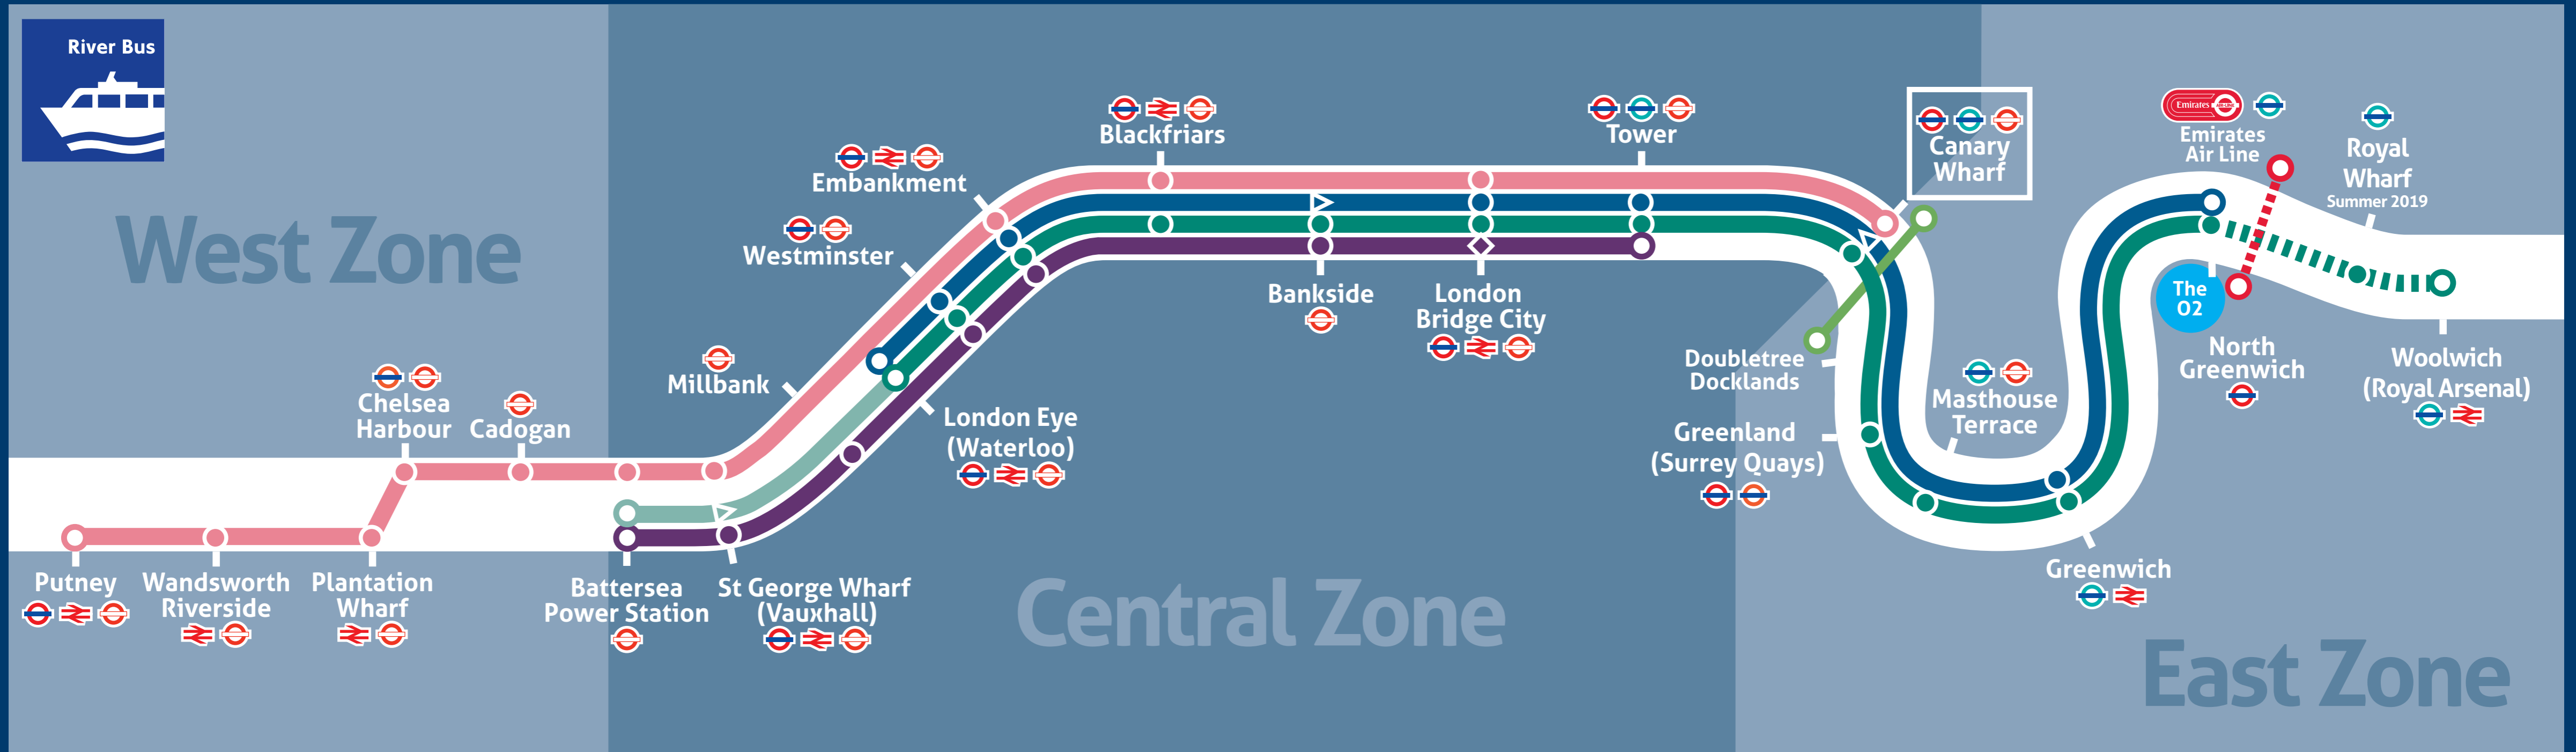 River Bus
West Zone
Central Zone
East Zone
Putney
Wandsworth
Riverside
Plantation
Wharf
Chelsea
Harbour
Cadogan
Battersea
Power Station
St George Wharf
(Vauxhall)
Millbank
Westminster
Embankment
London Eye
(Waterloo)
Blackfriars
Bankside
London
Bridge City
Tower
Canary
Wharf
Doubletree
Docklands
Greenland
(Surrey Quays)
Masthouse
Terrace
Greenwich
The
O2
North
Greenwich
Emirates
Emirates
Air Line
Royal
Wharf
Summer 2019
Woolwich
(Royal Arsenal)